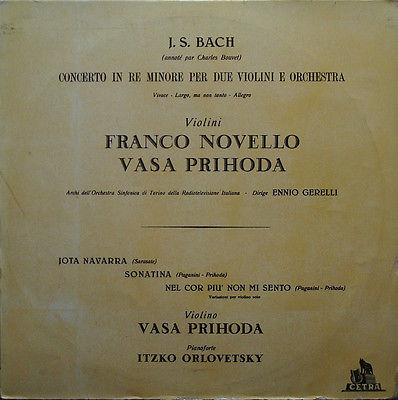 J. S. BACH
(annoté par Charles Bouvet)
CONCERTO IN RE MINORE PER DUE VIOLINI E ORCHESTRA
Vivace - Largo, ma non tanto - Allegro
Violini
FRANCO NOVELLO
VASA PRIHODA
Archi dell'Orchestra Sinfonica di Torino della Radiotelevisione Italiana - Dirige ENNIO GERELLI
JOTA NAVARRA (Sarasate)
SONATINA (Paganini - Prihoda)
NEL COR PIU' NON MI SENTO (Paganini - Prihoda)
Variazioni per violino solo
Violino
VASA PRIHODA
Pianoforte
ITZKO ORLOVETSKY
CETRA